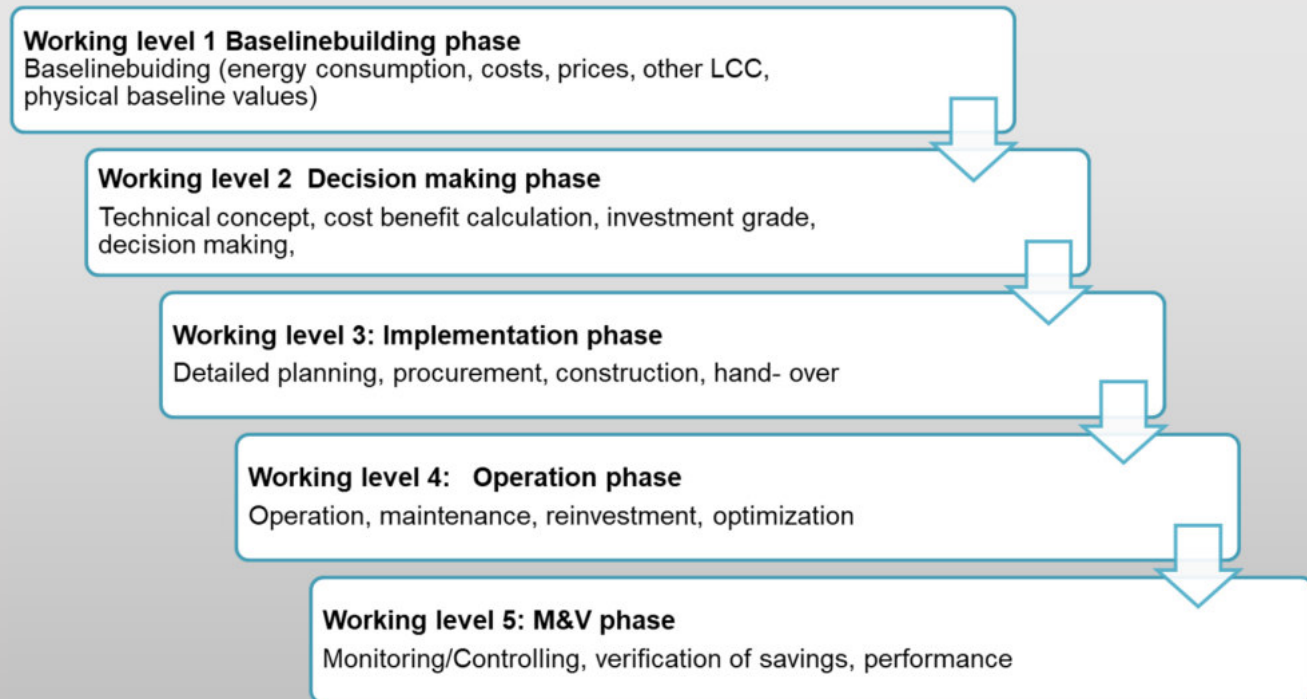 Working level 1 Baselinebuilding phase
Baselinebuiding (energy consumption, costs, prices, other LCC,
physical baseline values)
Working level 2  Decision making phase
Technical concept, cost benefit calculation, investment grade,
decision making,
Working level 3: Implementation phase
Detailed planning, procurement, construction, hand- over
Working level 4:   Operation phase
Operation, maintenance, reinvestment, optimization
Working level 5: M&V phase
Monitoring/Controlling, verification of savings, performance